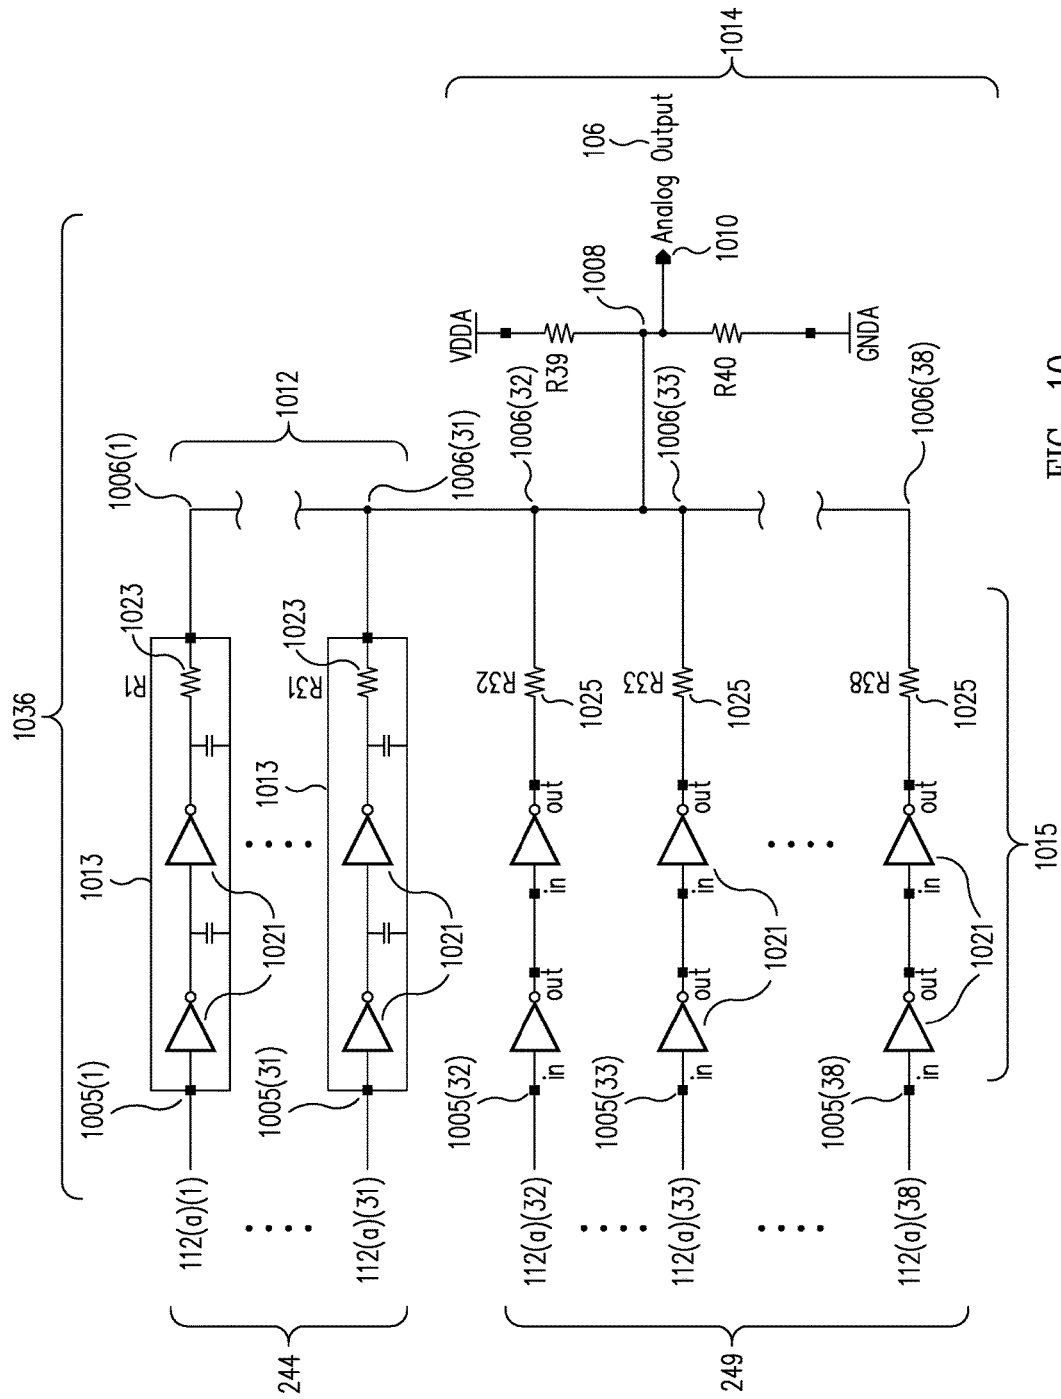 1036
1013
1023
1006(1)
1012
R1
1005(1)
112(a)(1)
1021
1013
1023
1006(31)
R31
244
1005(31)
112(a)(31)
1021
1006(32)
VDDA
1008
106
1014
R39
Analog Output
1010
R32
1025
in
out
in
out
1005(32)
112(a)(32)
1006(33)
R40
GNDA
R33
1025
in
out
in
out
1005(33)
112(a)(33)
1021
249
1006(38)
R38
1025
in
out
in
out
1005(38)
112(a)(38)
1021
1015
FIG. 10